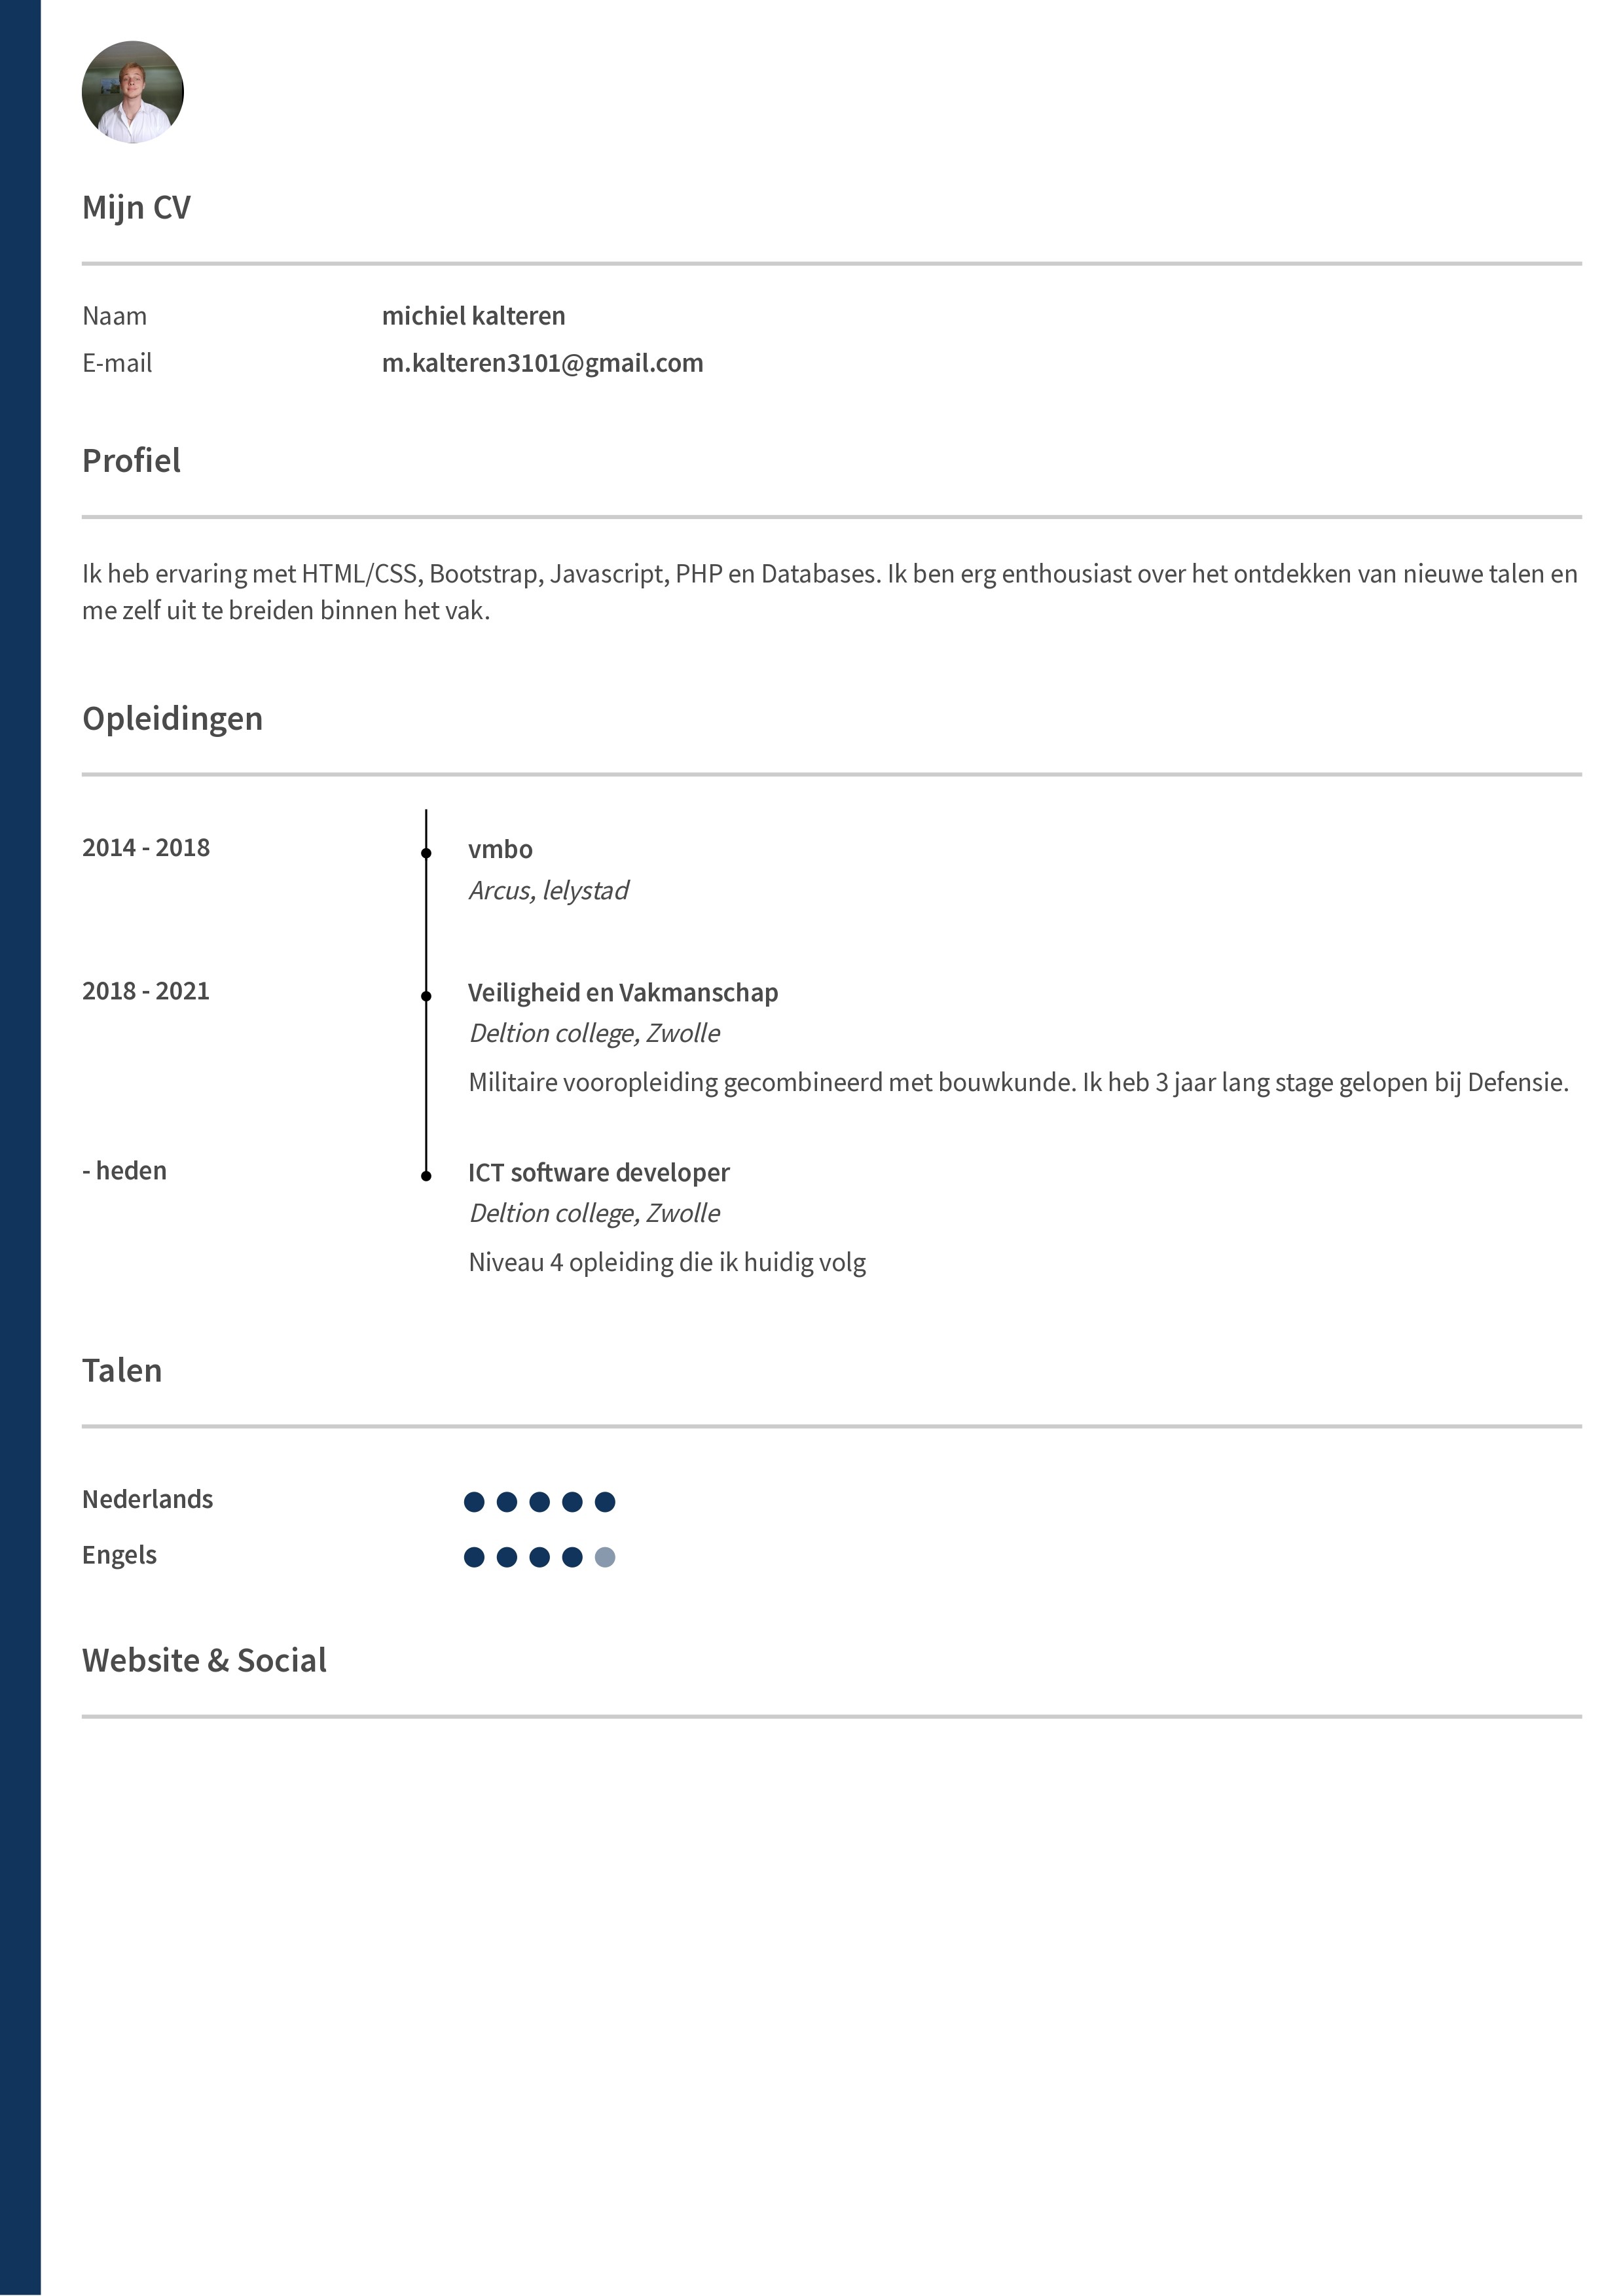 Mijn CV
Naam michiel kalteren
E-mail m.kalteren3101@gmail.com
Profiel
Ik heb ervaring met HTML/CSS, Bootstrap, Javascript, PHP en Databases. Ik ben erg enthousiast over het ontdekken van nieuwe talen en
me zelf uit te breiden binnen het vak.
Opleidingen
2014 - 2018 vmbo
Arcus, lelystad
2018 - 2021 Veiligheid en Vakmanschap
Deltion college, Zwolle
Militaire vooropleiding gecombineerd met bouwkunde. Ik heb 3 jaar lang stage gelopen bij Defensie.
- heden ICT software developer
Deltion college, Zwolle
Niveau 4 opleiding die ik huidig volg
Talen
Nederlands
Engels
Website & Social